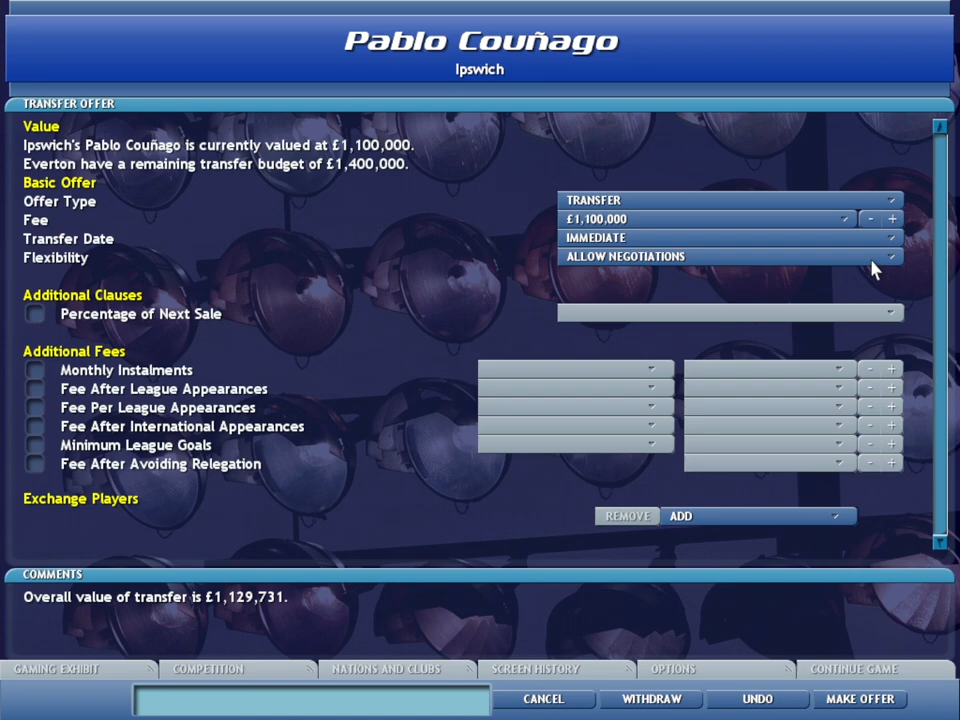 Pablo Couñago
Ipswich
TRANSFER OFFER
Value
Ipswich's Pablo Couñago is currently valued at £1,100,000.
Everton have a remaining transfer budget of £1,400,000.
Basic Offer
Offer Type TRANSFER
Fee £1,100,000 - +
Transfer Date IMMEDIATE
Flexibility ALLOW NEGOTIATIONS
Additional Clauses
Percentage of Next Sale
Additional Fees
Monthly Instalments - +
Fee After League Appearances - +
Fee Per League Appearances - +
Fee After International Appearances - +
Minimum League Goals - +
Fee After Avoiding Relegation - +
Exchange Players
REMOVE ADD
COMMENTS
Overall value of transfer is £1,129,731.
GAMING EXHIBIT COMPETITION NATIONS AND CLUBS SCREEN HISTORY OPTIONS CONTINUE GAME
CANCEL WITHDRAW UNDO MAKE OFFER